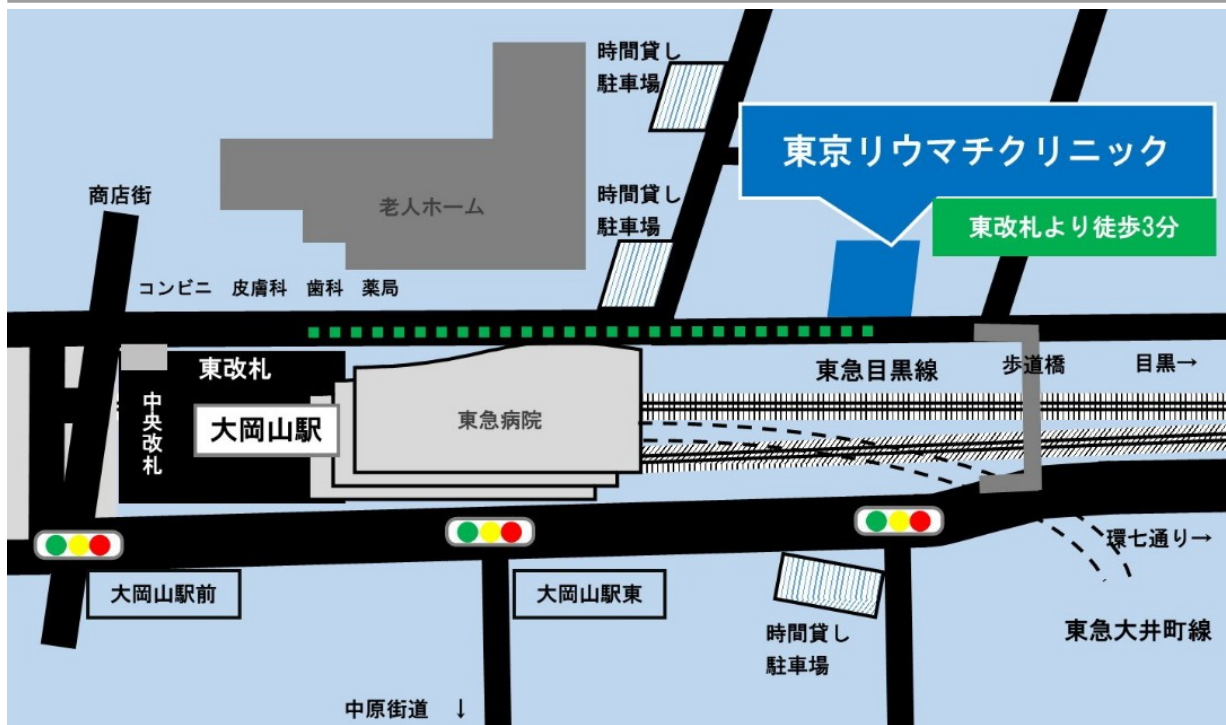 時間貸し
駐車場
東京リウマチクリニック
商店街
老人ホーム
時間貸し
駐車場
東改札より徒歩3分
コンビニ 皮膚科 歯科 薬局
東改札
東急目黒線
歩道橋
目黒→
中央改札
大岡山駅
東急病院
環七通り→
大岡山駅前
大岡山駅東
時間貸し
駐車場
東急大井町線
中原街道 ↓